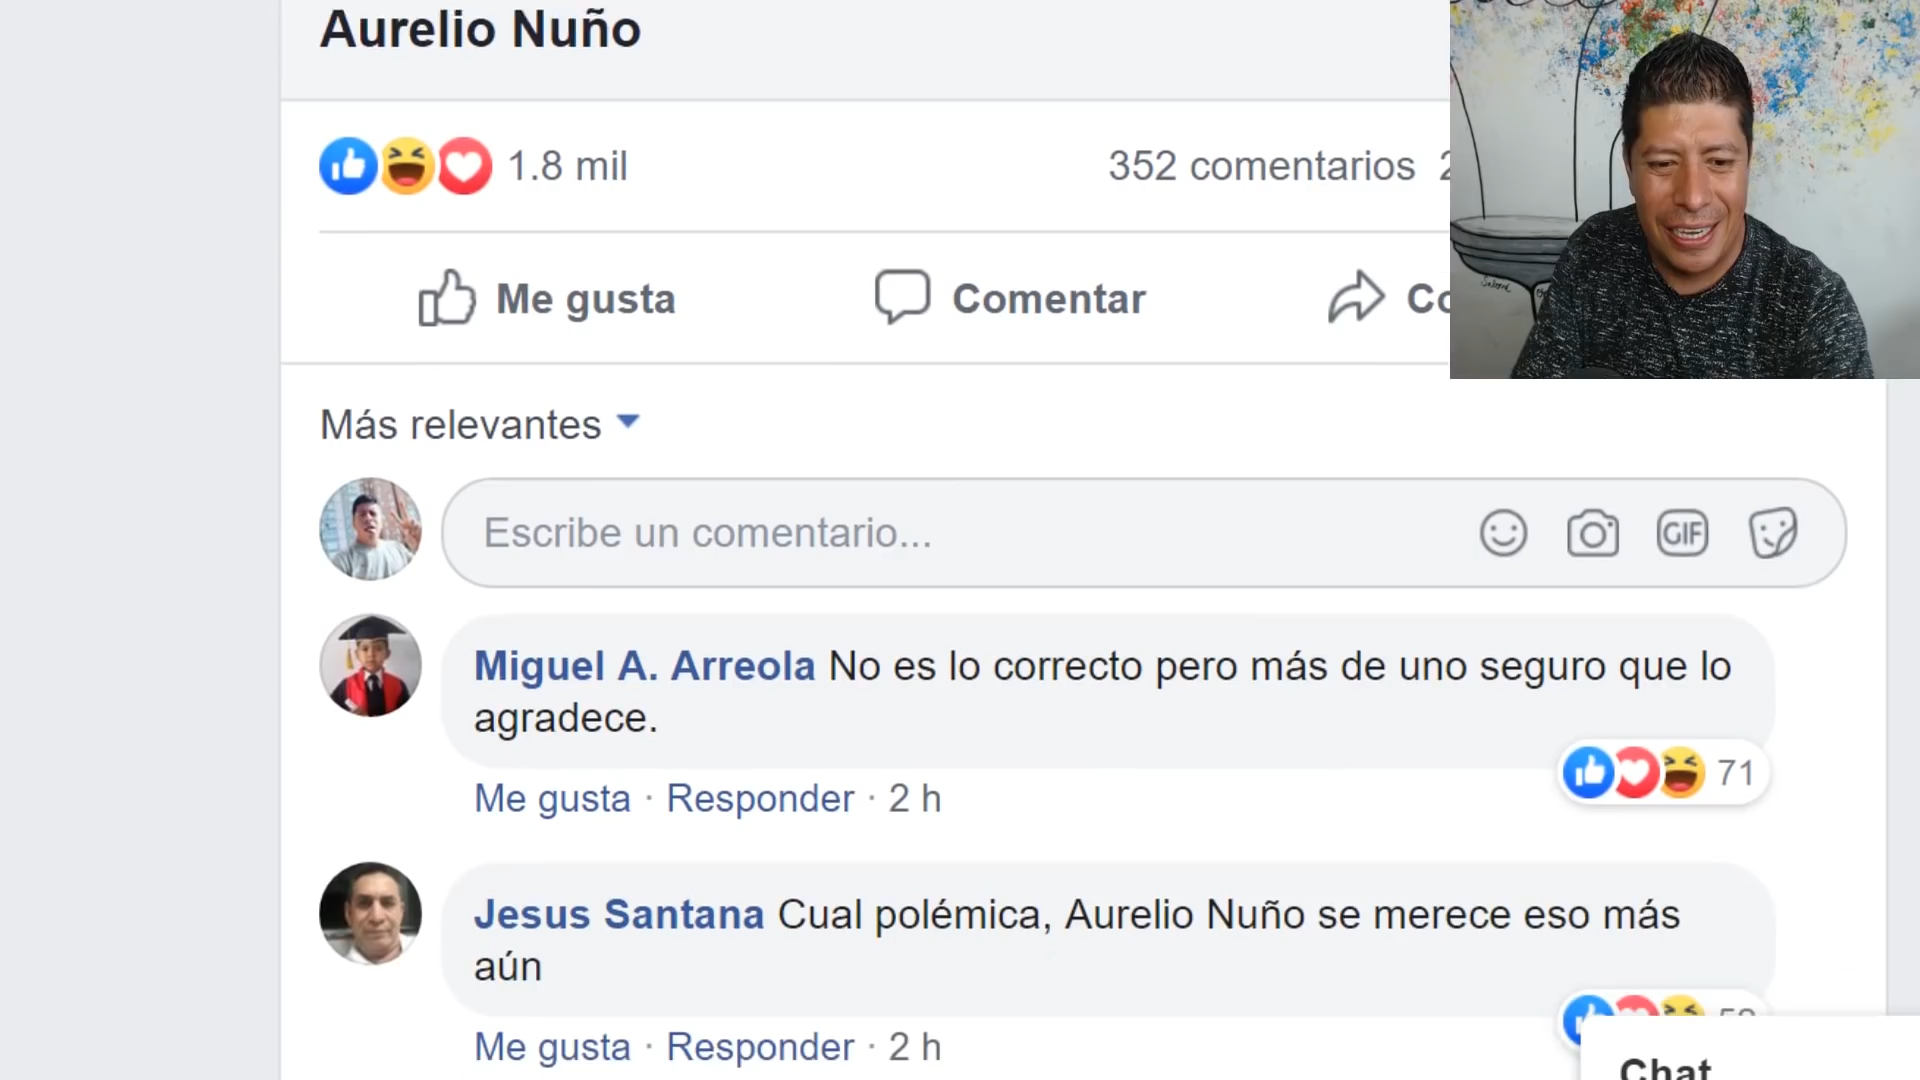 Aurelio Nuño
1.8 mil
352 comentarios
Me gusta
Comentar
Más relevantes
Escribe un comentario...
GIF
Miguel A. Arreola No es lo correcto pero más de uno seguro que lo
agradece.
71
Me gusta · Responder · 2 h
Jesus Santana Cual polémica, Aurelio Nuño se merece eso más
aún
Me gusta · Responder · 2 h
Chat